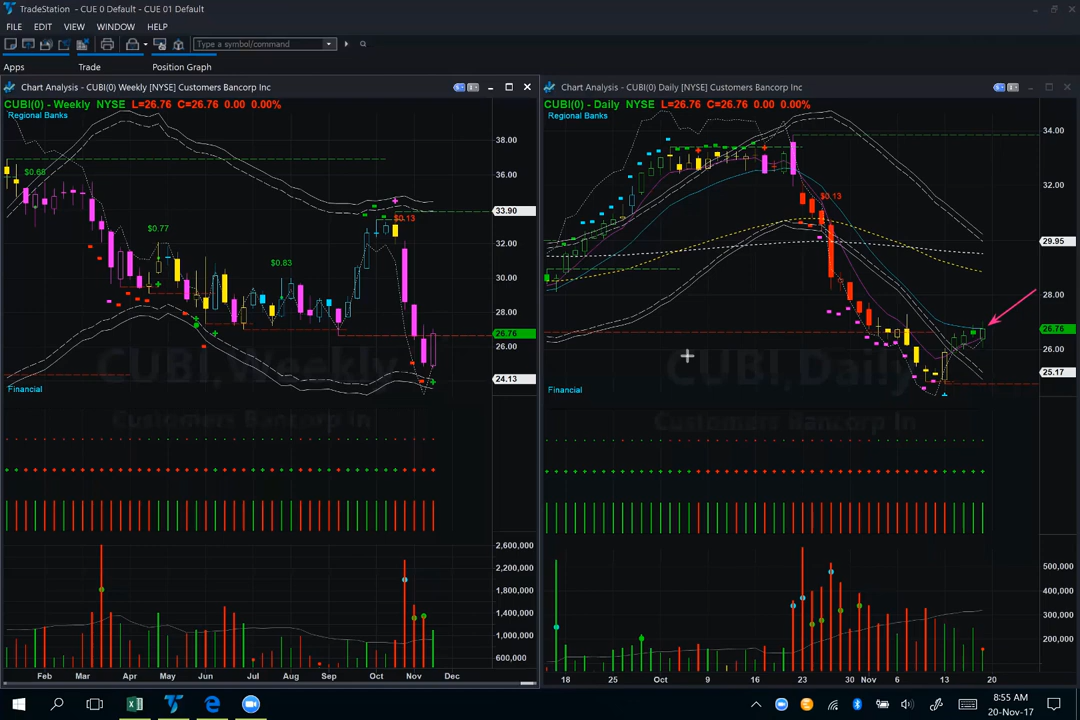 TradeStation - CUE 0 Default - CUE 01 Default
FILE EDIT VIEW WINDOW HELP
Type a symbol/command
Apps Trade Position Graph
Chart Analysis - CUBI(0) Weekly [NYSE] Customers Bancorp Inc
CUBI(0) - Weekly NYSE L=26.76 C=26.76 0.00 0.00%
Regional Banks
$0.68
$0.77
$0.83
$0.13
38.00
36.00
33.90
32.00
30.00
28.00
26.76
26.00
24.13
CUBI,Weekly
Customers Bancorp In
Financial
2,600,000
2,200,000
1,800,000
1,400,000
1,000,000
600,000
Feb Mar Apr May Jun Jul Aug Sep Oct Nov Dec
Chart Analysis - CUBI(0) Daily [NYSE] Customers Bancorp Inc
CUBI(0) - Daily NYSE L=26.76 C=26.76 0.00 0.00%
Regional Banks
$0.13
34.00
32.00
29.95
28.00
26.76
26.00
25.17
CUBI,Daily
Customers Bancorp In
Financial
500,000
400,000
300,000
200,000
18 25 Oct 9 16 23 30 Nov 6 13 20
8:55 AM
20-Nov-17